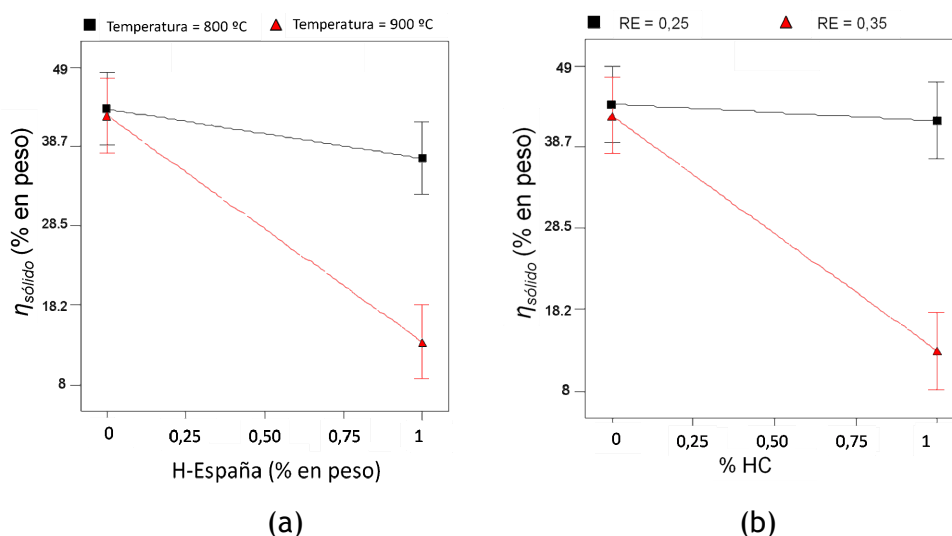 Temperatura = 800 ºC Temperatura = 900 ºC
49
38.7
28.5
18.2
8
ηsólido (% en peso)
0 0,25 0,50 0,75 1
H-España (% en peso)
(a)
RE = 0,25 RE = 0,35
49
38.7
28.5
18.2
8
ηsólido (% en peso)
0 0,25 0,50 0,75 1
% HC
(b)